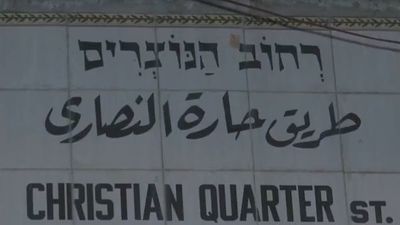 רְחוֹב הַנּוֹצְרִים
طريق حارة النصارى
CHRISTIAN QUARTER ST.